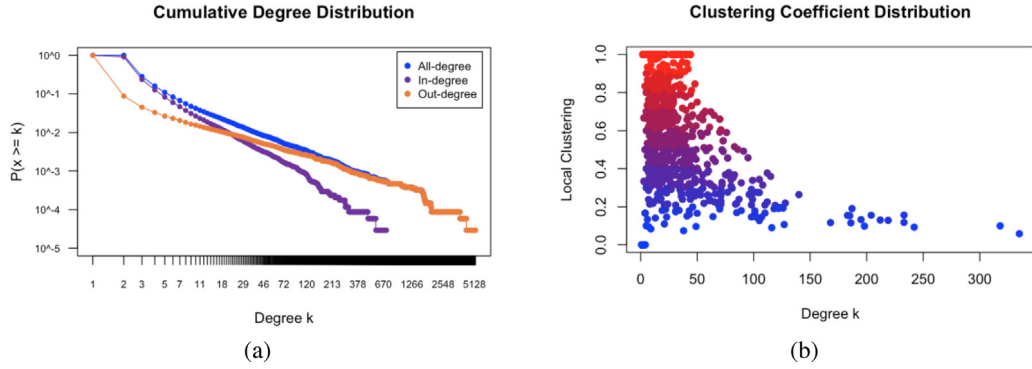 Cumulative Degree Distribution
P(x >= k)
10^0
10^-1
10^-2
10^-3
10^-4
10^-5
All-degree
In-degree
Out-degree
1 2 3 5 7 11 18 29 46 72 120 213 378 670 1266 2548 5128
Degree k
(a)
Clustering Coefficient Distribution
Local Clustering
1.0
0.8
0.6
0.4
0.2
0.0
0 50 100 150 200 250 300
Degree k
(b)